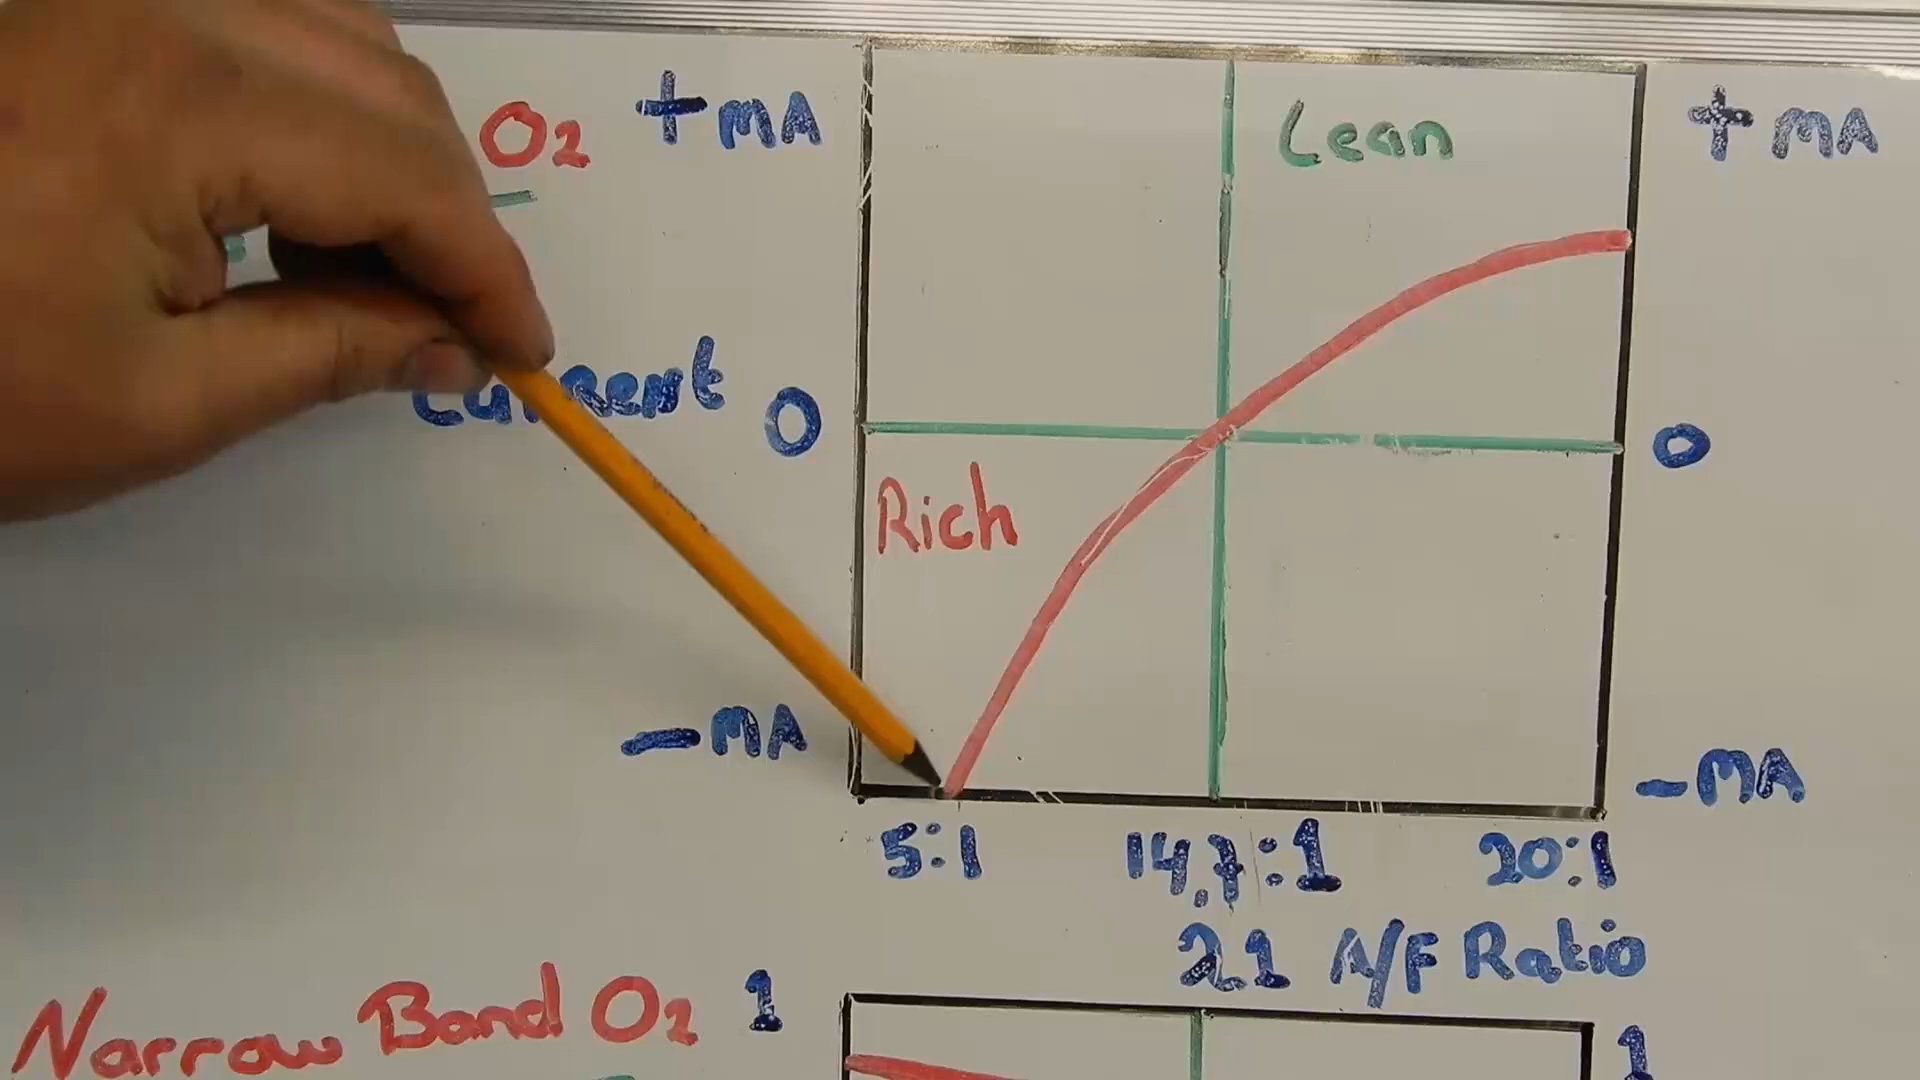 O2 +MA Lean +MA
Current 0 0
Rich
-MA -MA
5:1 14.7:1 20:1
λ1 A/F Ratio
Narrow Band O2 1 1